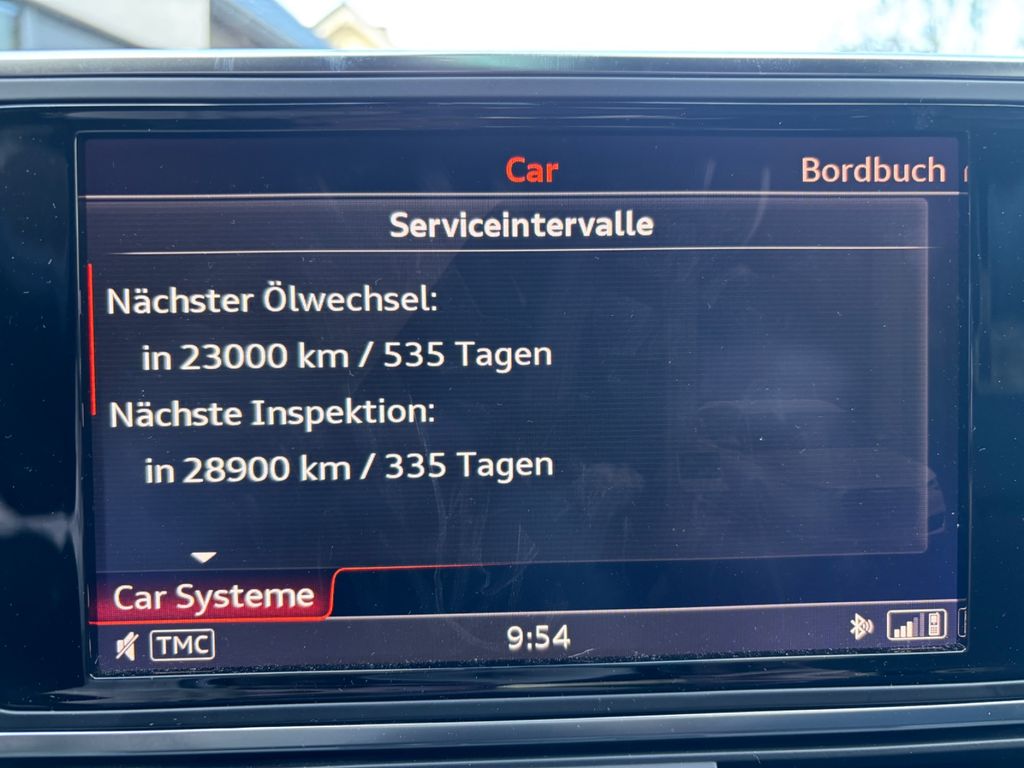 Car
Bordbuch
Serviceintervalle
Nächster Ölwechsel:
in 23000 km / 535 Tagen
Nächste Inspektion:
in 28900 km / 335 Tagen
Car Systeme
TMC
9:54